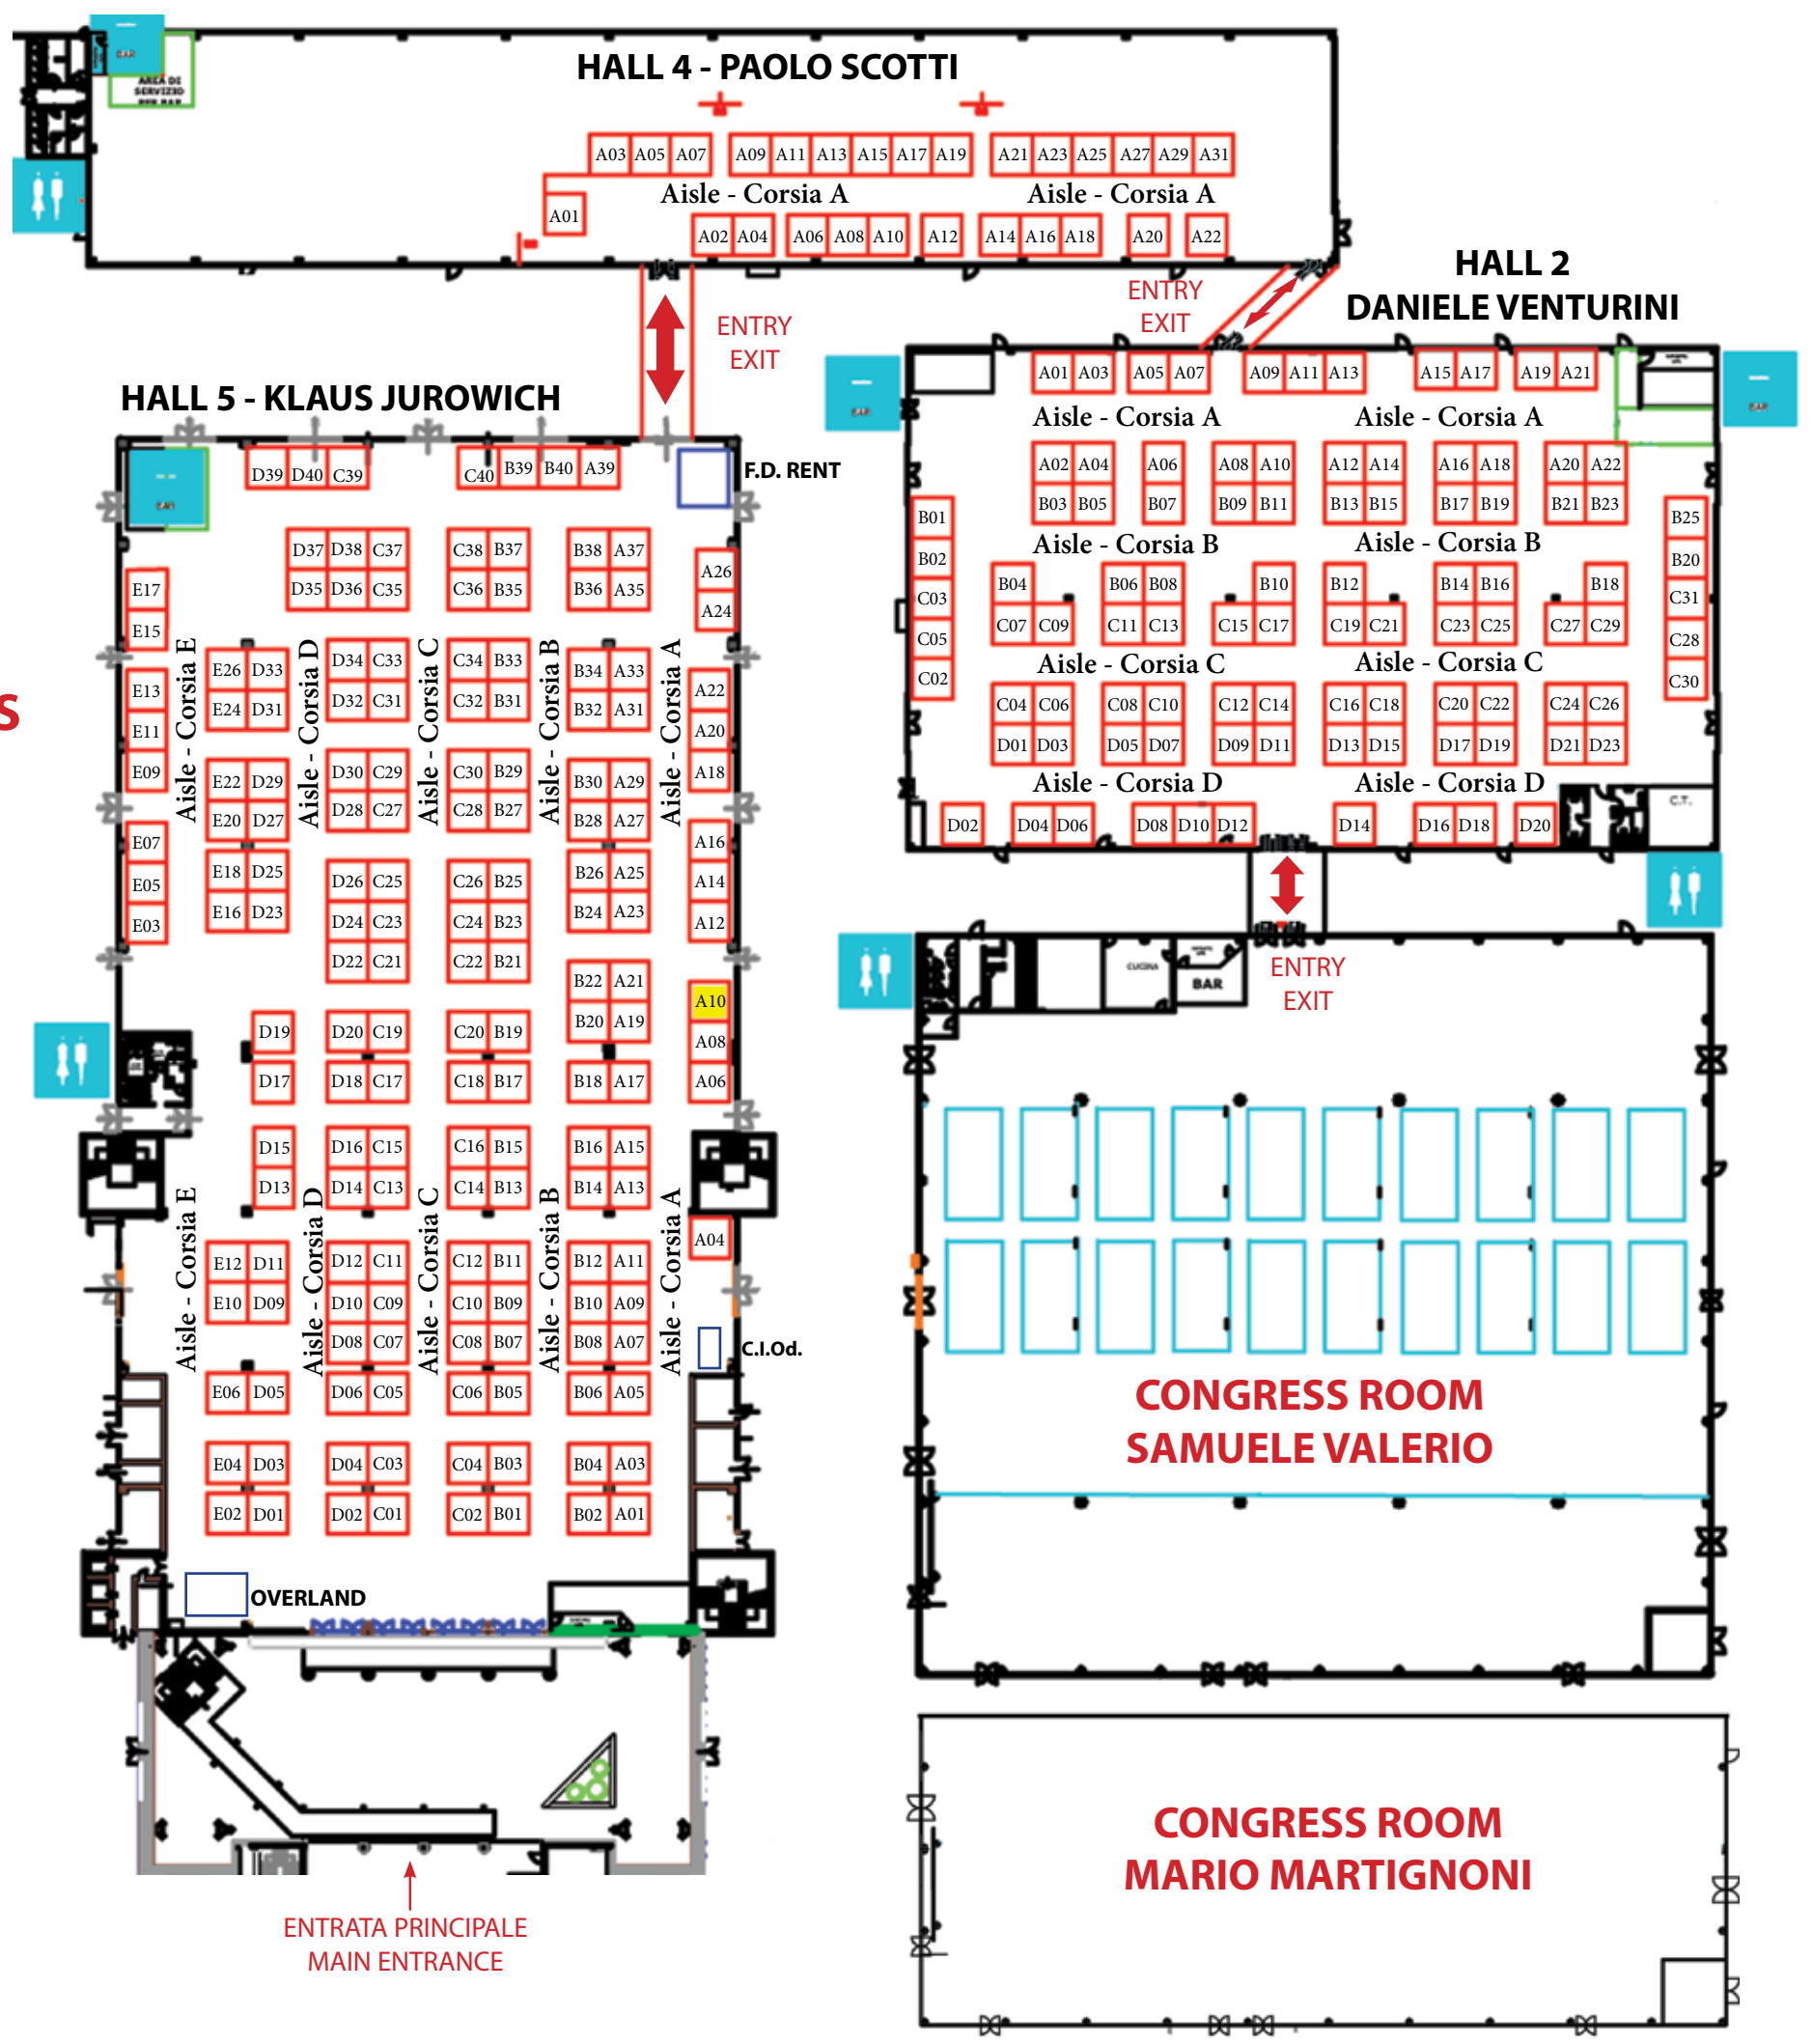 BAR
AREA DI
SERVIZIO
PER BAR
HALL 4 - PAOLO SCOTTI
A03 A05 A07 A09 A11 A13 A15 A17 A19 A21 A23 A25 A27 A29 A31
Aisle - Corsia A Aisle - Corsia A
A01
A02 A04 A06 A08 A10 A12 A14 A16 A18 A20 A22
ENTRY
EXIT
ENTRY
EXIT
HALL 2
DANIELE VENTURINI
BAR
BAR
A01 A03 A05 A07 A09 A11 A13 A15 A17 A19 A21
Aisle - Corsia A Aisle - Corsia A
A02 A04 A06 A08 A10 A12 A14 A16 A18 A20 A22
B03 B05 B07 B09 B11 B13 B15 B17 B19 B21 B23
B01 B25
Aisle - Corsia B Aisle - Corsia B
B02 B20
B04 B06 B08 B10 B12 B14 B16 B18
C03 C31
C07 C09 C11 C13 C15 C17 C19 C21 C23 C25 C27 C29
C05 C28
Aisle - Corsia C Aisle - Corsia C
C02 C30
C04 C06 C08 C10 C12 C14 C16 C18 C20 C22 C24 C26
D01 D03 D05 D07 D09 D11 D13 D15 D17 D19 D21 D23
Aisle - Corsia D Aisle - Corsia D
C.T.
D02 D04 D06 D08 D10 D12 D14 D16 D18 D20
HALL 5 - KLAUS JUROWICH
F.D. RENT
BAR
D39 D40 C39 C40 B39 B40 A39
D37 D38 C37 C38 B37 B38 A37
A26
E17 D35 D36 C35 C36 B35 B36 A35
A24
E15
Aisle - Corsia E Aisle - Corsia D Aisle - Corsia C Aisle - Corsia B Aisle - Corsia A
S
E26 D33 D34 C33 C34 B33 B34 A33
E13 A22
E24 D31 D32 C31 C32 B31 B32 A31
E11 A20
E09 E22 D29 D30 C29 C30 B29 B30 A29 A18
E20 D27 D28 C27 C28 B27 B28 A27
E07 A16
E18 D25 D26 C25 C26 B25 B26 A25
E05 A14
E16 D23 D24 C23 C24 B23 B24 A23
E03 A12
D22 C21 C22 B21
B22 A21
A10
B20 A19
D19 D20 C19 C20 B19 A08
D17 D18 C17 C18 B17 B18 A17 A06
D15 D16 C15 C16 B15 B16 A15
D13 D14 C13 C14 B13 B14 A13
Aisle - Corsia E Aisle - Corsia D Aisle - Corsia C Aisle - Corsia B Aisle - Corsia A
A04
E12 D11 D12 C11 C12 B11 B12 A11
E10 D09 D10 C09 C10 B09 B10 A09
D08 C07 C08 B07 B08 A07
C.I.Od.
E06 D05 D06 C05 C06 B05 B06 A05
E04 D03 D04 C03 C04 B03 B04 A03
E02 D01 D02 C01 C02 B01 B02 A01
OVERLAND
ENTRATA PRINCIPALE
MAIN ENTRANCE
CUCINA
BAR
ENTRY
EXIT
CONGRESS ROOM
SAMUELE VALERIO
CONGRESS ROOM
MARIO MARTIGNONI